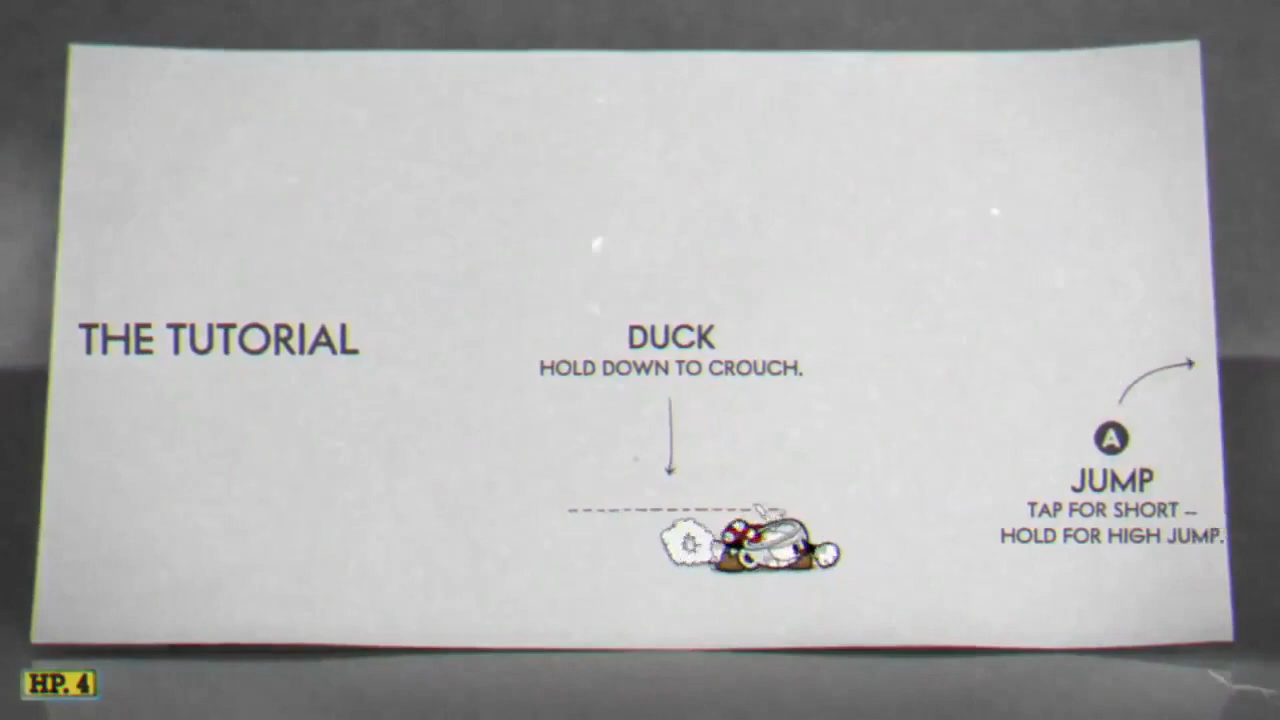 THE TUTORIAL
DUCK
HOLD DOWN TO CROUCH.
A
JUMP
TAP FOR SHORT –
HOLD FOR HIGH JUMP.
HP. 4